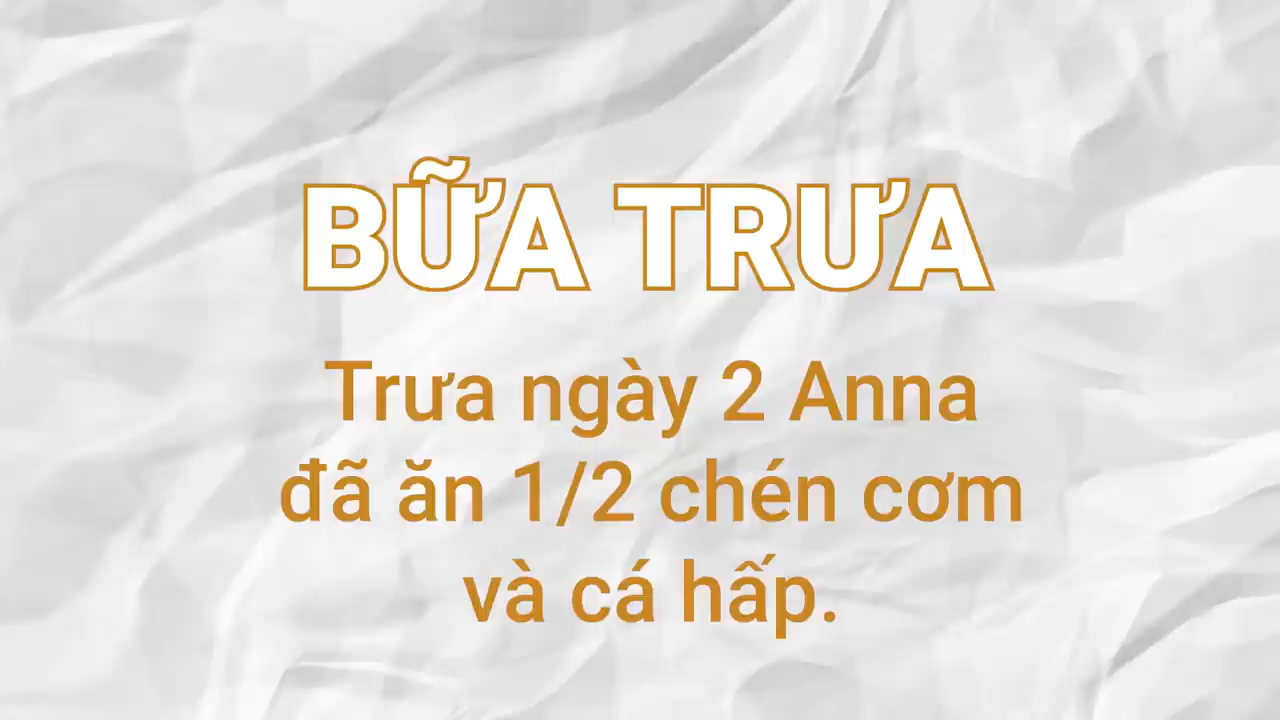 BỮA TRƯA
Trưa ngày 2 Anna
đã ăn 1/2 chén cơm
và cá hấp.